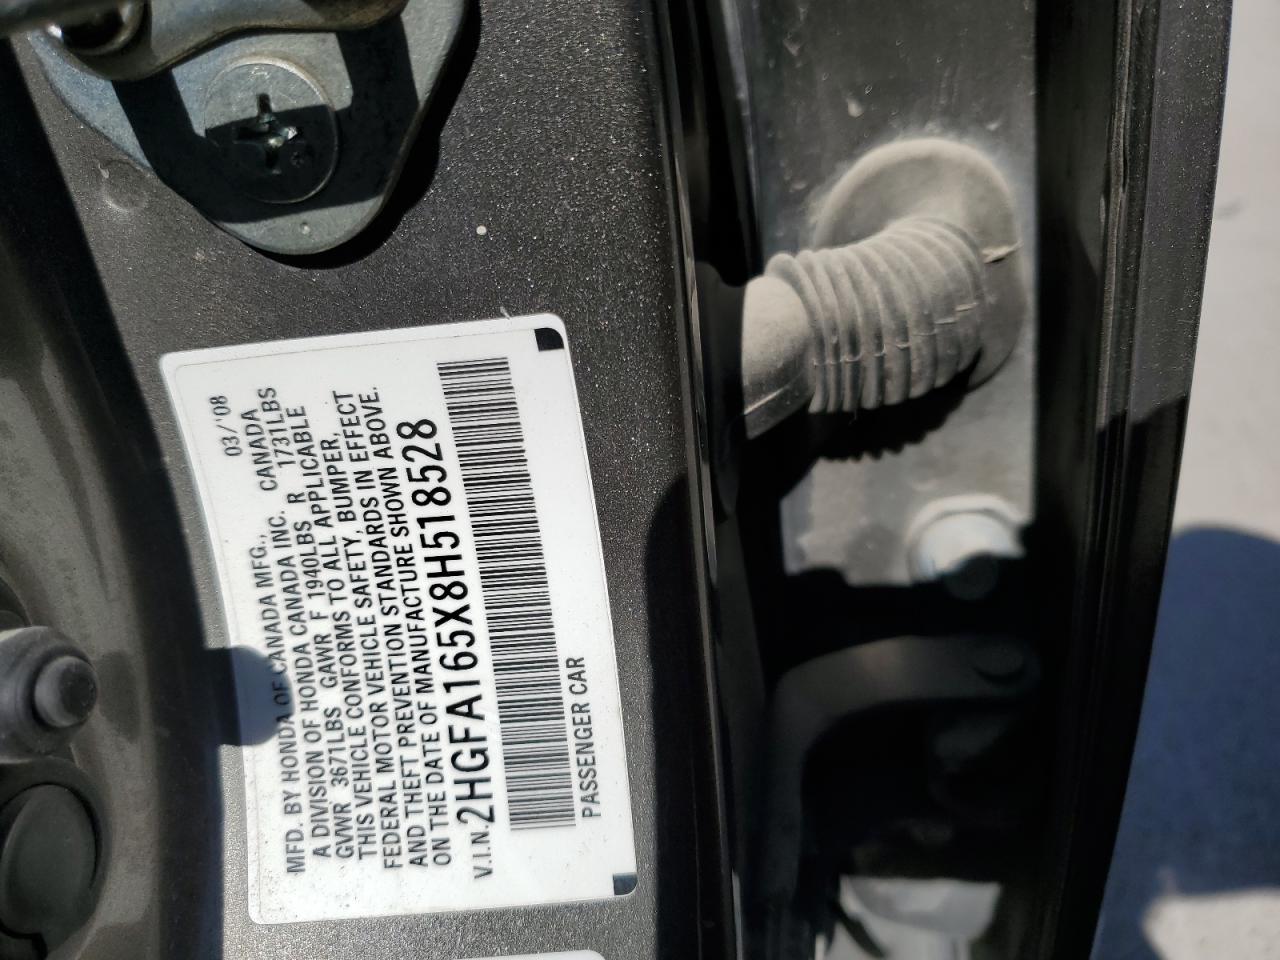 MFD. BY HONDA OF CANADA MFG., CANADA 03/'08
A DIVISION OF HONDA CANADA INC.
GVWR 3671LBS GAWR F 1940LBS R 1731LBS
THIS VEHICLE CONFORMS TO ALL APPLICABLE
FEDERAL MOTOR VEHICLE SAFETY, BUMPER,
AND THEFT PREVENTION STANDARDS IN EFFECT
ON THE DATE OF MANUFACTURE SHOWN ABOVE.
V.I.N. 2HGFA165X8H518528
PASSENGER CAR